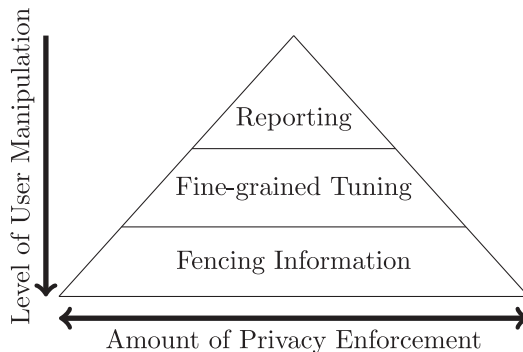 Level of User Manipulation
Reporting
Fine-grained Tuning
Fencing Information
Amount of Privacy Enforcement